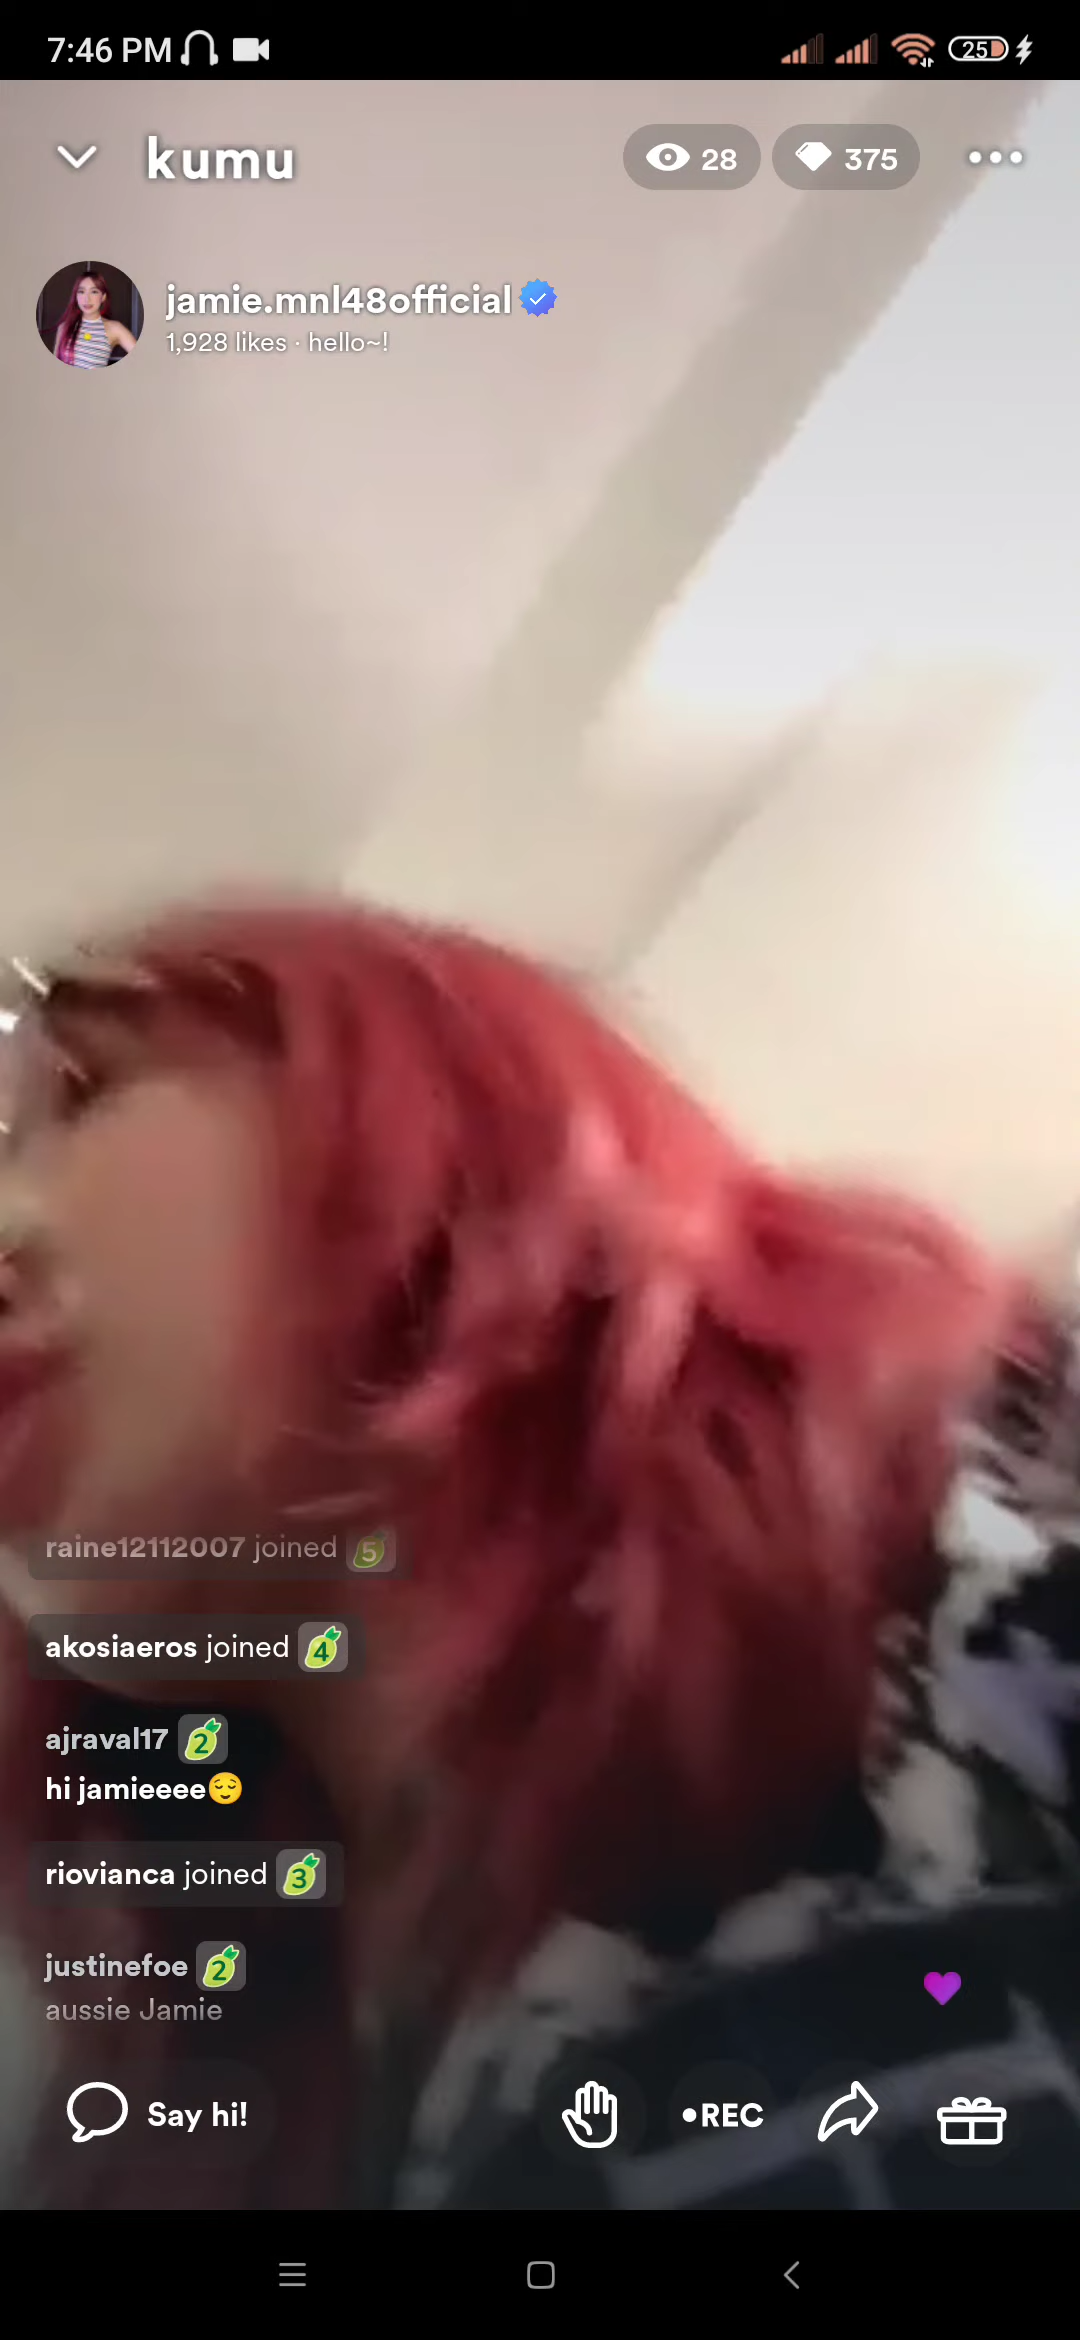 7:46 PM
25
kumu
28
375
jamie.mnl48official
1,928 likes · hello~!
raine12112007 joined 5
akosiaeros joined 4
ajraval17 2
hi jamieeee😌
riovianca joined 3
justinefoe 2
aussie Jamie
Say hi!
•REC